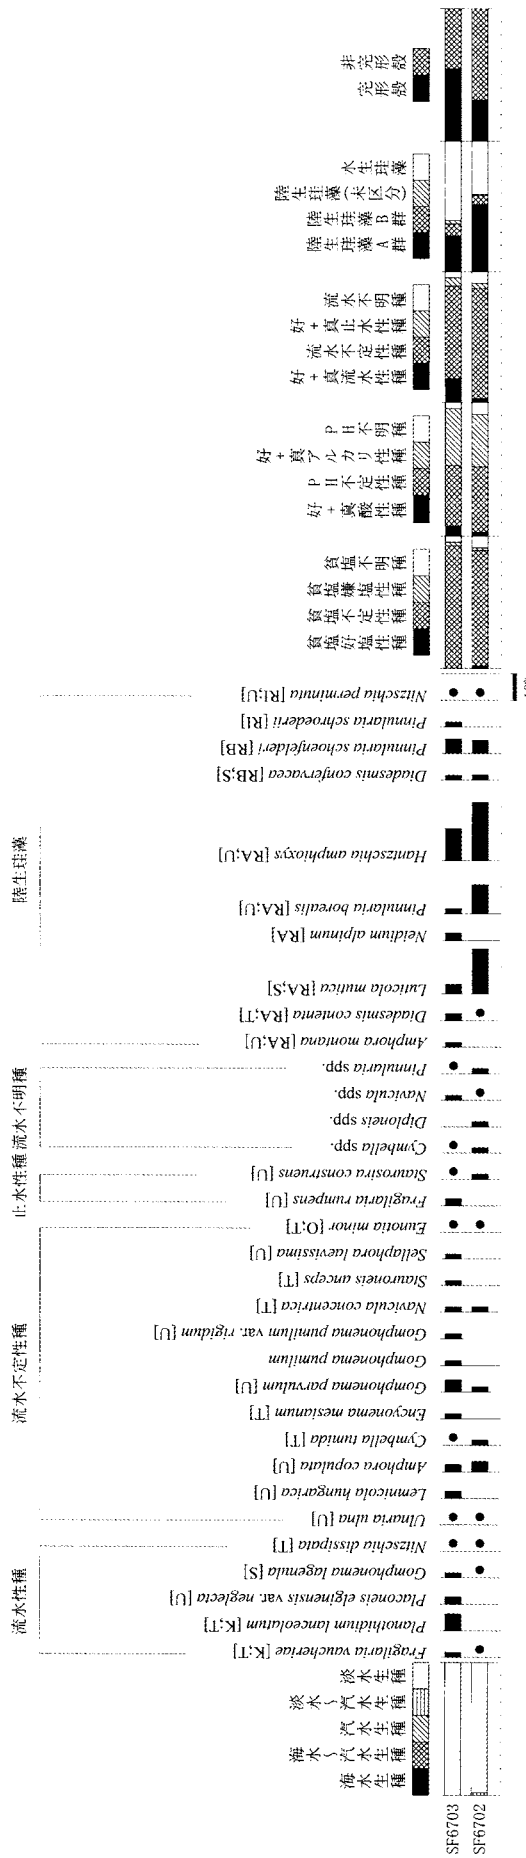 流水性種
流水不定性種
止水性種
流水不明種
陸生珪藻
海水生種
海水～汽水生種
汽水生種
淡水～汽水生種
淡水生種
Fragilaria vaucheriae [K;T]
Planothidium lanceolatum [K;T]
Placoneis elginensis var. neglecta [U]
Gomphonema lagenula [S]
Nitzschia dissipata [T]
Ulnaria ulna [U]
Lemnicola hungarica [U]
Amphora copulata [U]
Cymbella tumida [T]
Encyonema mesianum [T]
Gomphonema parvulum [U]
Gomphonema pumilum
Gomphonema pumilum var. rigidum [U]
Navicula concentrica [T]
Stauroneis anceps [T]
Sellaphora laevissima [U]
Eunotia minor [O;T]
Fragilaria rumpens [U]
Staurosira construens [U]
Cymbella spp.
Diploneis spp.
Navicula spp.
Pinnularia spp.
Amphora montana [RA;U]
Diadesmis contenta [RA;T]
Luticola mutica [RA;S]
Neidium alpinum [RA]
Pinnularia borealis [RA;U]
Hantzschia amphioxys [RA;U]
Diadesmis confervacea [RB;S]
Pinnularia schoenfelderi [RB]
Pinnularia schroederii [RI]
Nitzschia perminuta [RI;U]
貧塩好塩性種
貧塩不定性種
貧塩嫌塩性種
貧塩不明種
好+真酸性種
PH不定性種
好+真アルカリ性種
PH不明種
好+真流水性種
流水不定性種
好+真止水性種
流水不明種
陸生珪藻A群
陸生珪藻B群
陸生珪藻(未区分)
水生珪藻
完形殻
非完形殻
SF6703
SF6702